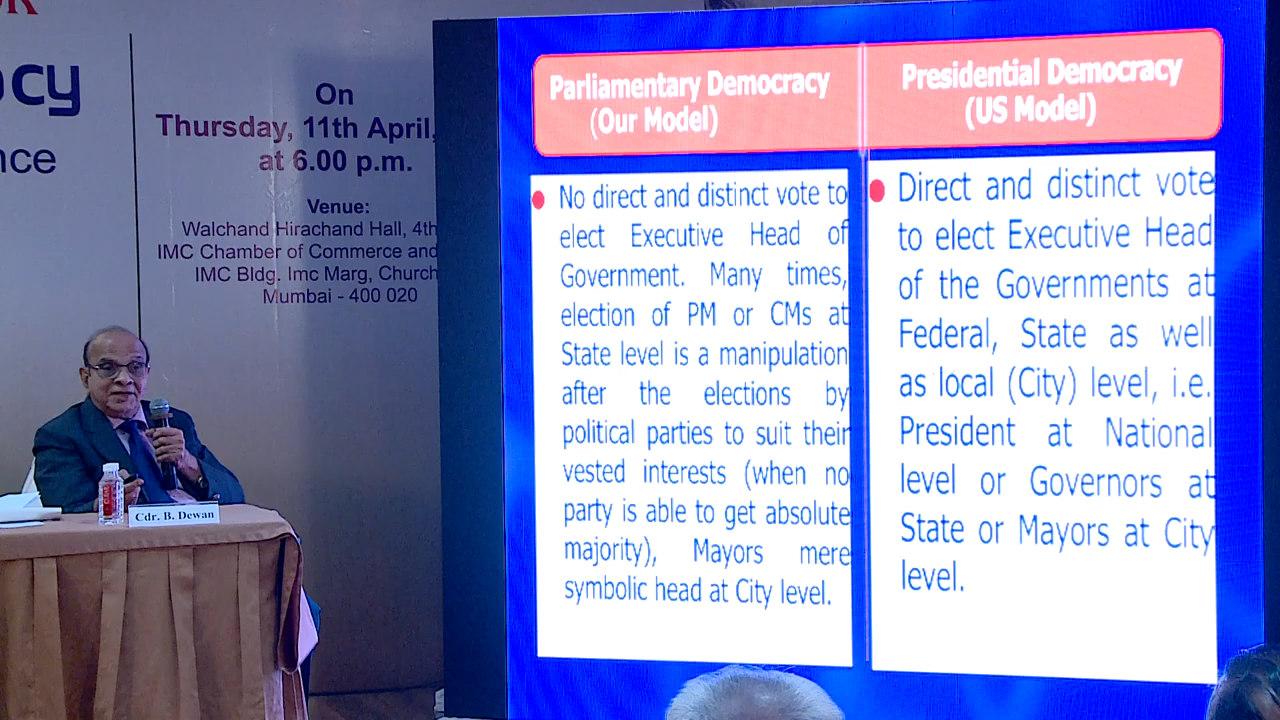 On
Thursday, 11th April,
at 6.00 p.m.
Venue:
Walchand Hirachand Hall, 4th
IMC Chamber of Commerce and
IMC Bldg. Imc Marg, Church
Mumbai - 400 020
Cdr. B. Dewan
Parliamentary Democracy
(Our Model)
No direct and distinct vote to
elect Executive Head of
Government. Many times,
election of PM or CMs at
State level is a manipulation
after the elections by
political parties to suit their
vested interests (when no
party is able to get absolute
majority), Mayors mere
symbolic head at City level.
Presidential Democracy
(US Model)
Direct and distinct vote
to elect Executive Head
of the Governments at
Federal, State as well
as local (City) level, i.e.
President at National
level or Governors at
State or Mayors at City
level.